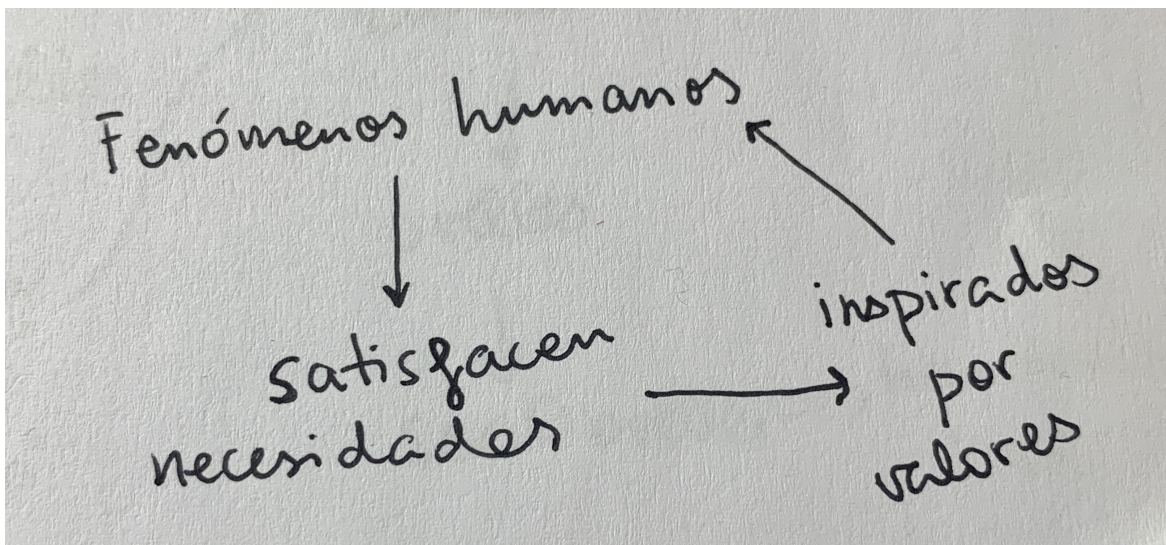 Fenómenos humanos
satisfacen
necesidades
inspirados
por
valores